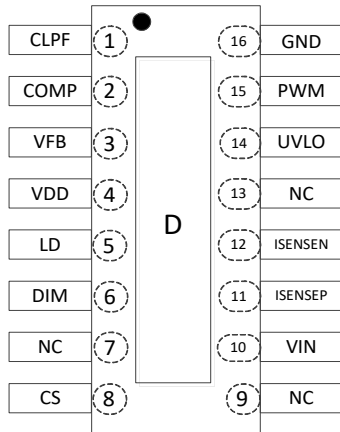 CLPF 1 16 GND
COMP 2 15 PWM
VFB 3 14 UVLO
VDD 4 13 NC
D
LD 5 12 ISENSEN
DIM 6 11 ISENSEP
NC 7 10 VIN
CS 8 9 NC